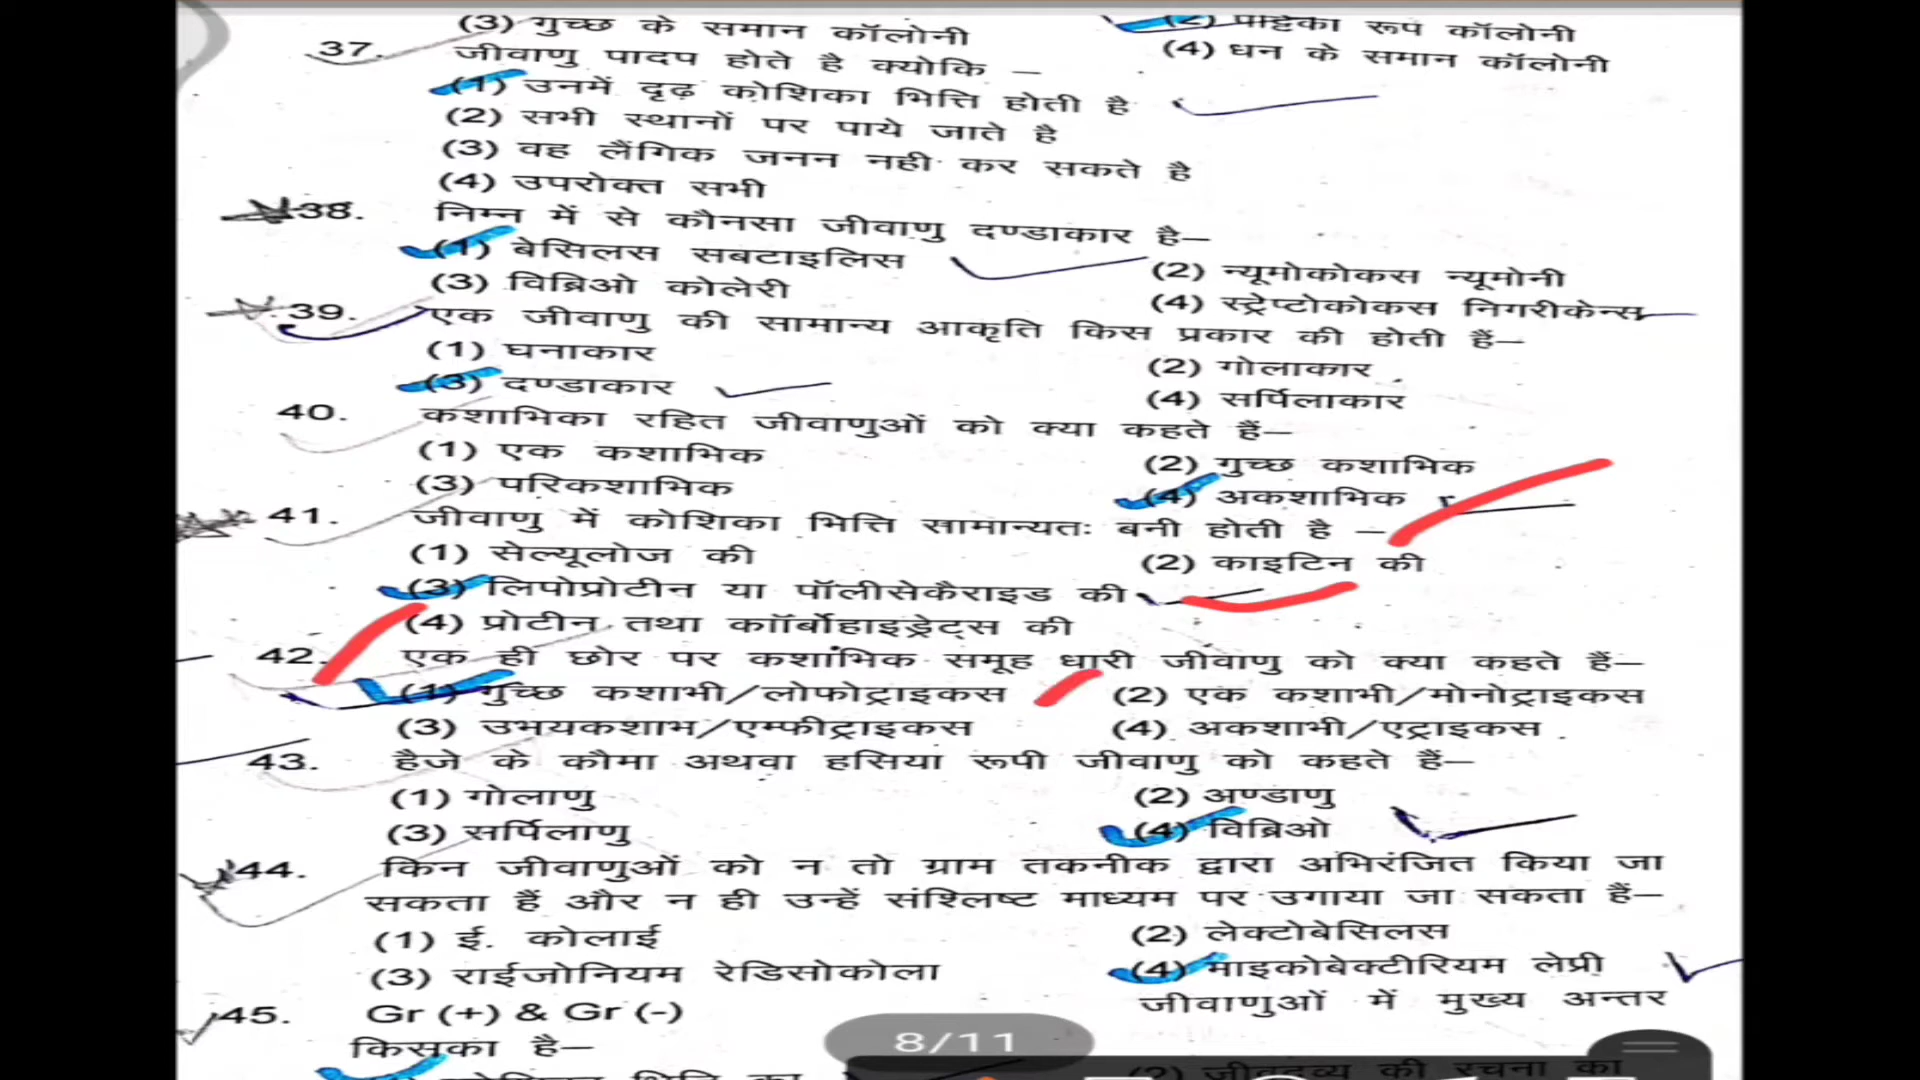 (3) गुच्छ के समान कॉलोनी (2) पट्टिका रूप कॉलोनी
37. जीवाणु पादप होते है क्योकि – (4) धन के समान कॉलोनी
(1) उनमें दृढ़ कोशिका भित्ति होती है
(2) सभी स्थानों पर पाये जाते है
(3) वह लैंगिक जनन नही कर सकते है
(4) उपरोक्त सभी
38. निम्न में से कौनसा जीवाणु दण्डाकार है–
(1) बेसिलस सबटाइलिस (2) न्यूमोकोकस न्यूमोनी
(3) विब्रिओ कोलेरी (4) स्ट्रेप्टोकोकस निगरीकेन्स
39. एक जीवाणु की सामान्य आकृति किस प्रकार की होती हैं–
(1) घनाकार (2) गोलाकार
(3) दण्डाकार (4) सर्पिलाकार
40. कशाभिका रहित जीवाणुओं को क्या कहते हैं–
(1) एक कशाभिक (2) गुच्छ कशाभिक
(3) परिकशाभिक (4) अकशाभिक
41. जीवाणु में कोशिका भित्ति सामान्यतः बनी होती है –
(1) सेल्यूलोज की (2) काइटिन की
(3) लिपोप्रोटीन या पॉलीसेकैराइड की
(4) प्रोटीन तथा कार्बोहाइड्रेट्स की
42. एक ही छोर पर कशाभिक समूह धारी जीवाणु को क्या कहते हैं–
(1) गुच्छ कशाभी/लोफोट्राइकस (2) एक कशाभी/मोनोट्राइकस
(3) उभयकशाभ/एम्फीट्राइकस (4) अकशाभी/एट्राइकस
43. हैजे के कौमा अथवा हसिया रूपी जीवाणु को कहते हैं–
(1) गोलाणु (2) अण्डाणु
(3) सर्पिलाणु (4) विब्रिओ
44. किन जीवाणुओं को न तो ग्राम तकनीक द्वारा अभिरंजित किया जा
सकता हैं और न ही उन्हें संश्लिष्ट माध्यम पर उगाया जा सकता हैं–
(1) ई. कोलाई (2) लेक्टोबेसिलस
(3) राईजोनियम रेडिसोकोला (4) माइकोबेक्टीरियम लेप्री
45. Gr (+) & Gr (-) जीवाणुओं में मुख्य अन्तर
किसका है–
8/11
(2) जीवद्रव्य की रचना का